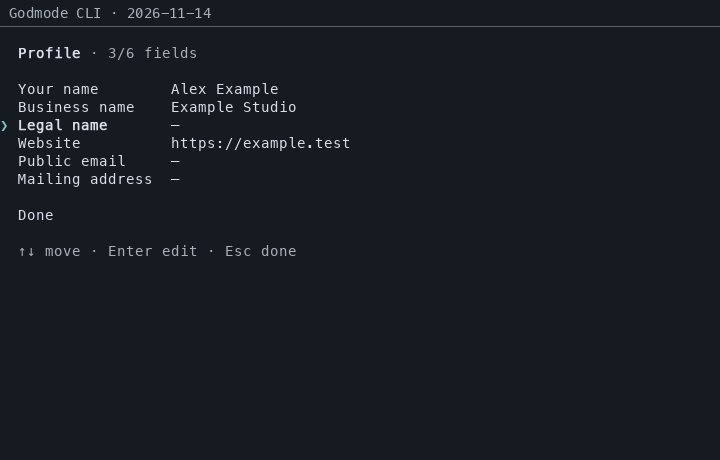 Godmode CLI · 2026–11–14
Profile · 3/6 fields
Your name Alex Example
Business name Example Studio
❯ Legal name —
Website https://example.test
Public email —
Mailing address —
Done
↑↓ move · Enter edit · Esc done